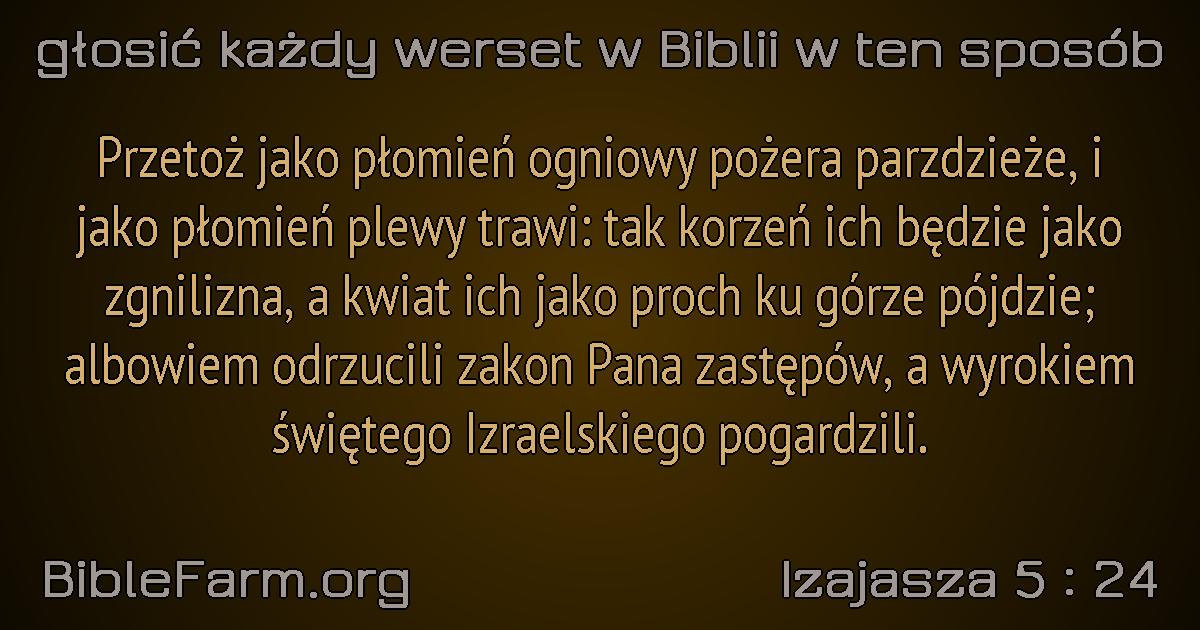 głosić każdy werset w Biblii w ten sposób
Przetoż jako płomień ogniowy pożera parzdzieże, i
jako płomień plewy trawi: tak korzeń ich będzie jako
zgnilizna, a kwiat ich jako proch ku górze pójdzie;
albowiem odrzucili zakon Pana zastępów, a wyrokiem
świętego Izraelskiego pogardzili.
BibleFarm.org
Izajasza 5 : 24